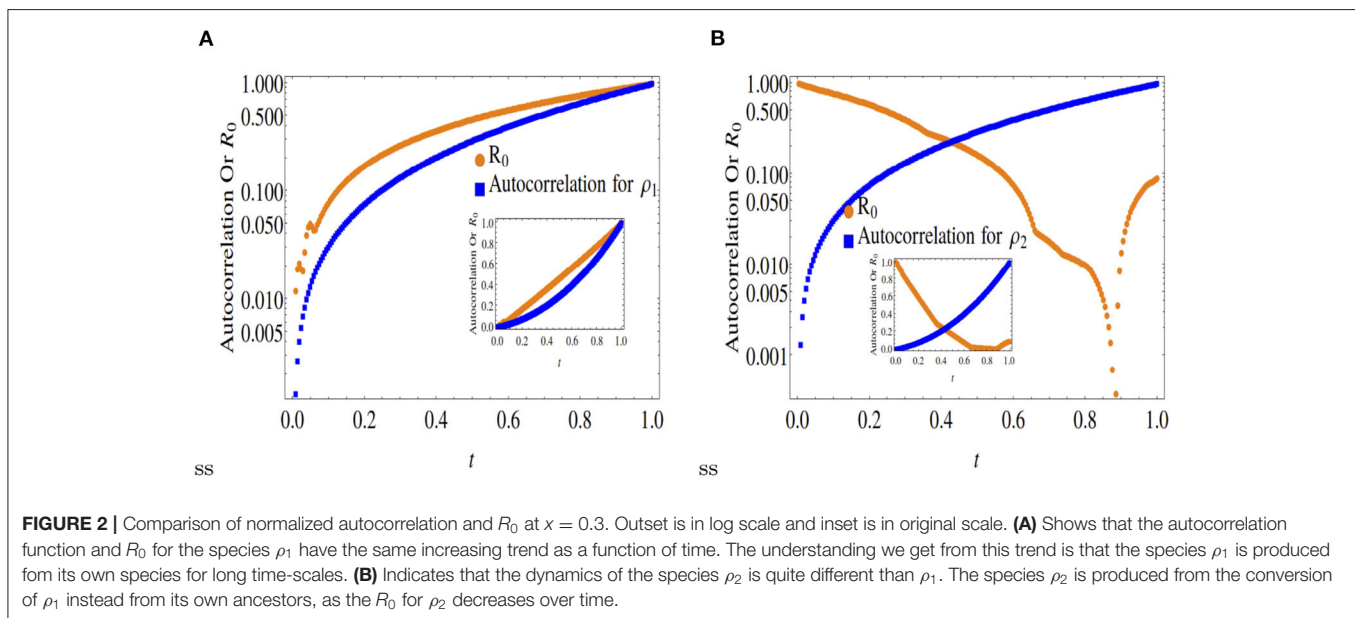 A
Autocorrelation Or R0
1.000
0.500
0.100
0.050
0.010
0.005
R0
Autocorrelation for ρ1
Autocorrelation Or R0
1.0
0.8
0.6
0.4
0.2
0.0
0.0 0.2 0.4 0.6 0.8 1.0
t
0.0 0.2 0.4 0.6 0.8 1.0
t
ss
B
Autocorrelation Or R0
1.000
0.500
0.100
0.050
0.010
0.005
0.001
R0
Autocorrelation for ρ2
Autocorrelation Or R0
1.0
0.8
0.6
0.4
0.2
0.0
0.0 0.2 0.4 0.6 0.8 1.0
t
0.0 0.2 0.4 0.6 0.8 1.0
t
ss
FIGURE 2 | Comparison of normalized autocorrelation and R0 at x = 0.3. Outset is in log scale and inset is in original scale. (A) Shows that the autocorrelation
function and R0 for the species ρ1 have the same increasing trend as a function of time. The understanding we get from this trend is that the species ρ1 is produced
fom its own species for long time-scales. (B) Indicates that the dynamics of the species ρ2 is quite different than ρ1. The species ρ2 is produced from the conversion
of ρ1 instead from its own ancestors, as the R0 for ρ2 decreases over time.